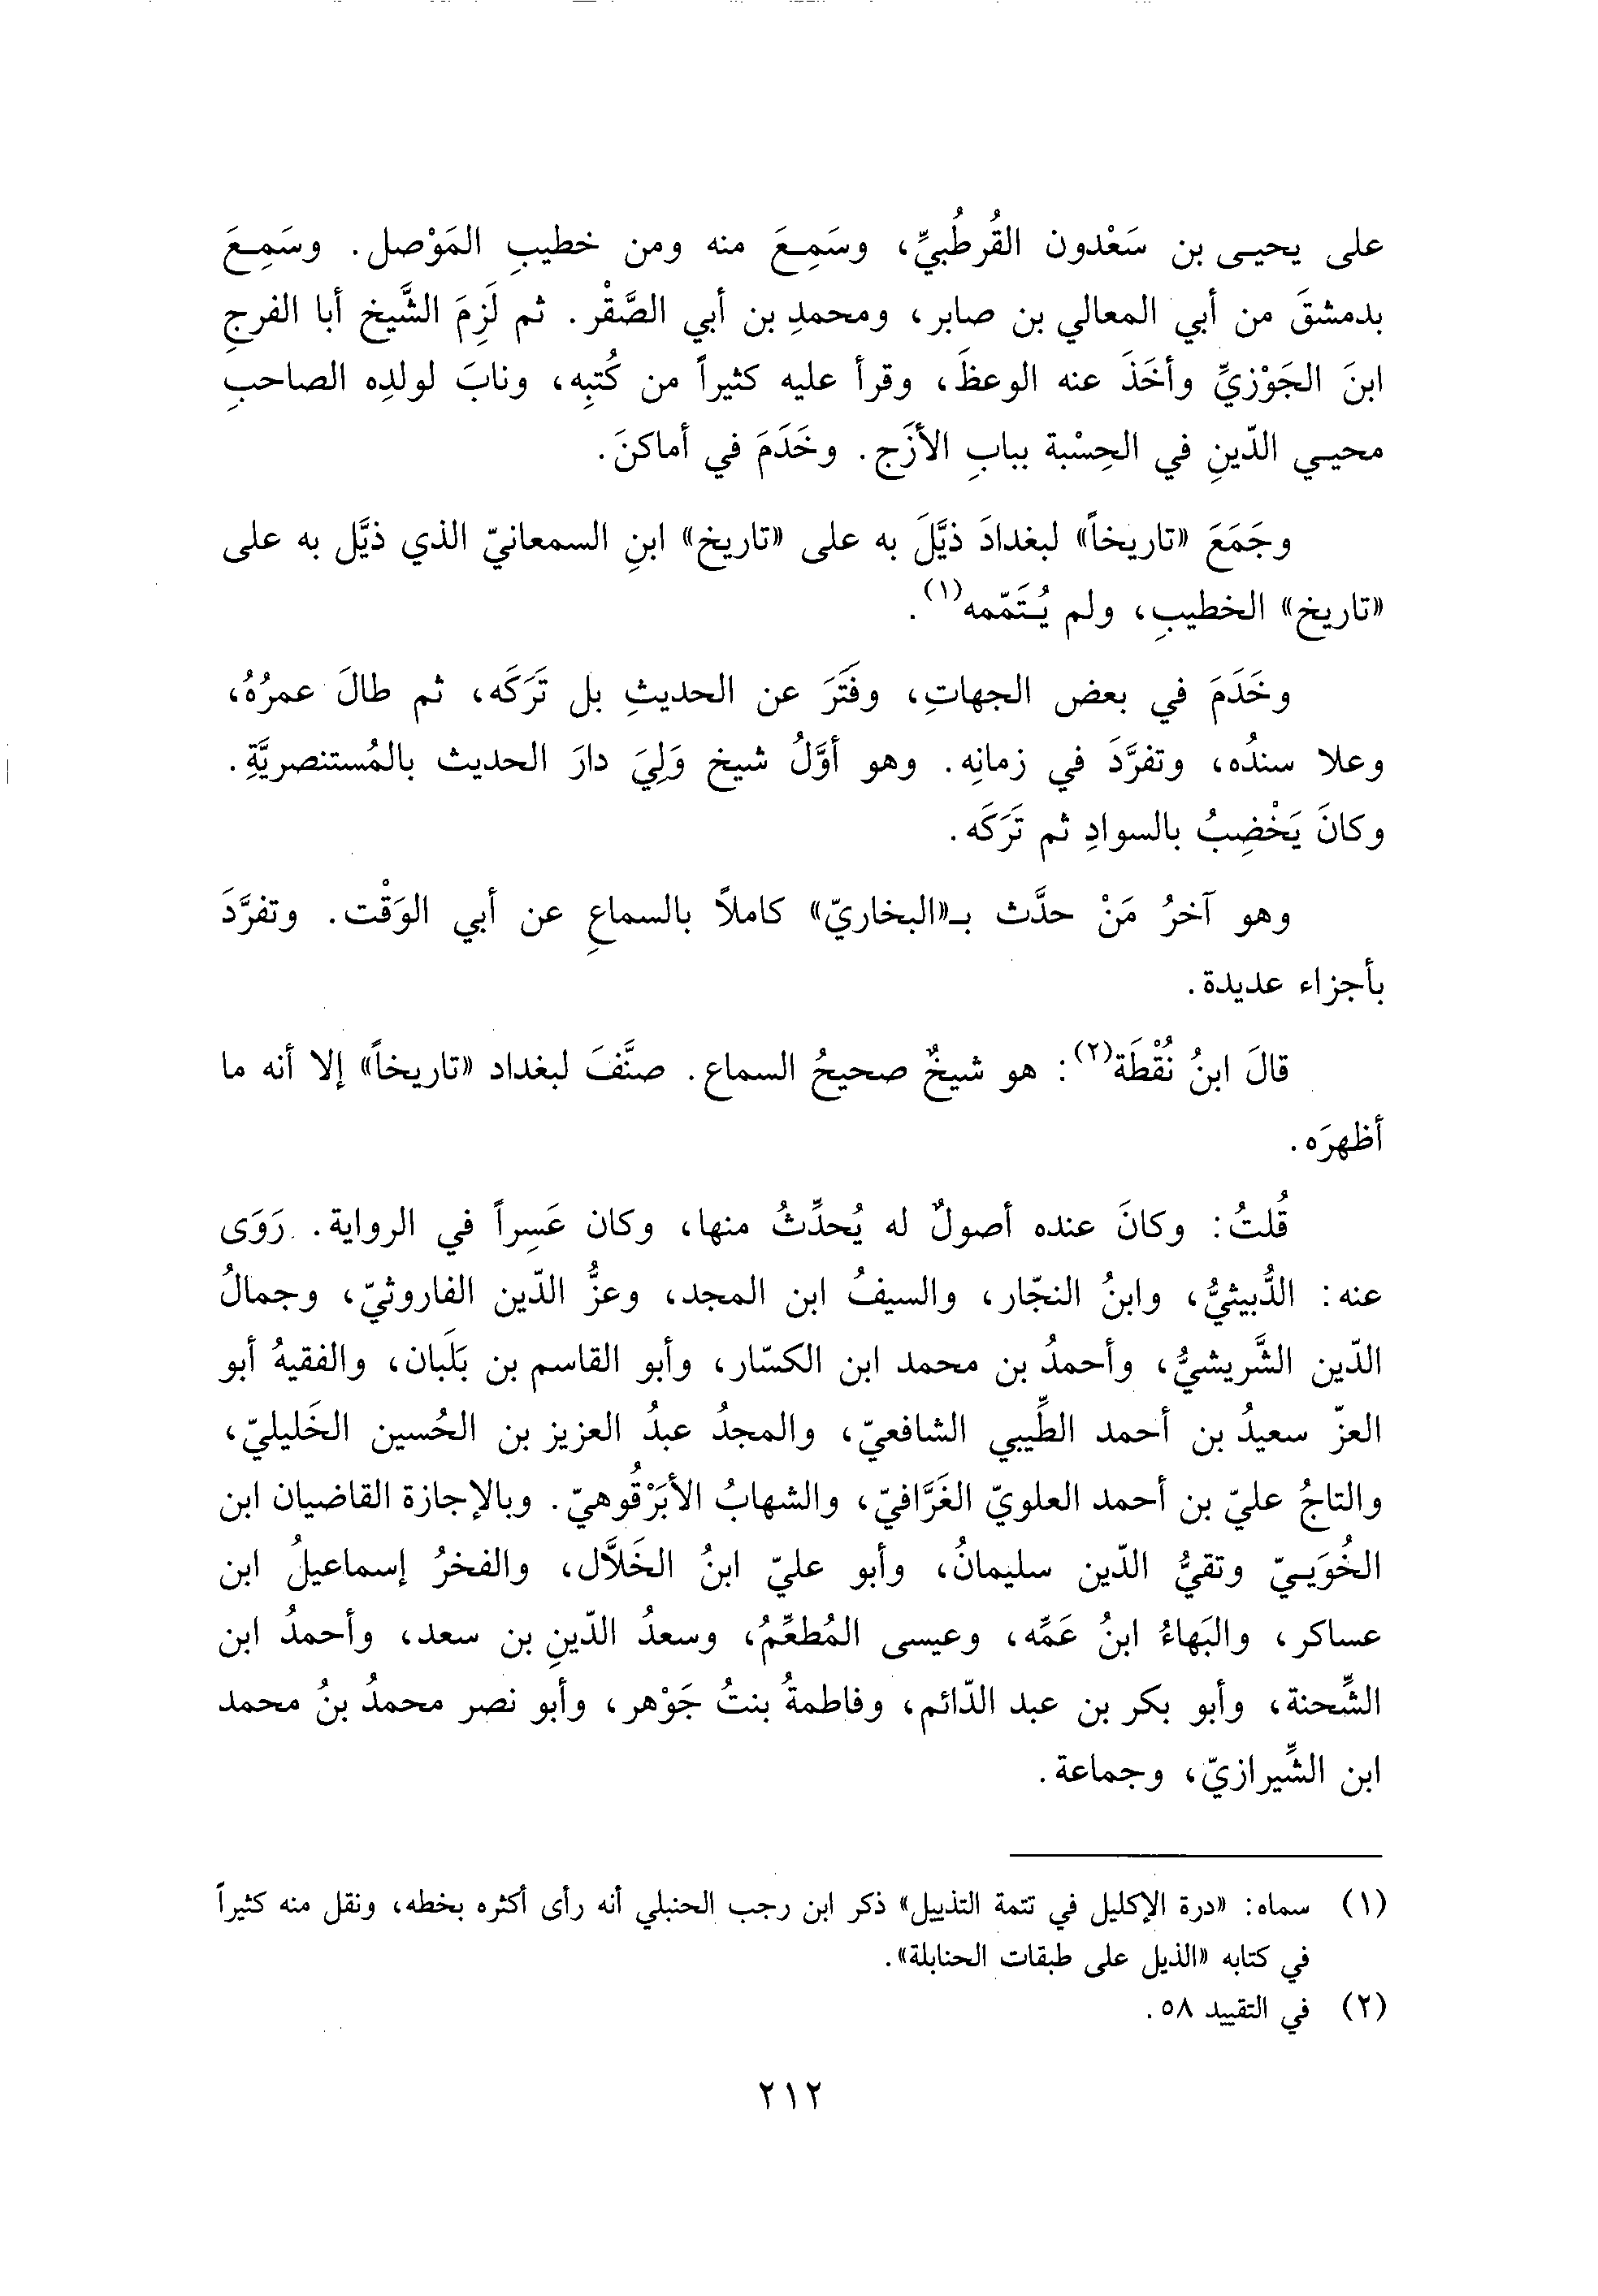 على يحيـى بن سَعْدون القُرطُبيِّ، وسَمِعَ منه ومن خطيبِ المَوْصل. وسَمِعَ
بدمشقَ من أبي المعالي بن صابر، ومحمدِ بن أبي الصَّقْر. ثم لَزِمَ الشَّيخ أبا الفرجِ
ابنَ الجَوْزيِّ وأخَذَ عنه الوعظَ، وقرأ عليه كثيراً من كُتبِه، ونابَ لولدِه الصاحبِ
محيـي الدّينِ في الحِسْبة ببابِ الأَزَج. وخَدَمَ في أماكنَ.
وجَمَعَ «تاريخاً» لبغدادَ ذيَّلَ به على «تاريخ» ابنِ السمعانيّ الذي ذيَّل به على
«تاريخ» الخطيبِ، ولم يُتَمّمه(١).
وخَدَمَ في بعض الجهاتِ، وفَتَرَ عن الحديثِ بل تَرَكَه، ثم طالَ عمرُهُ،
وعلا سندُه، وتفرَّدَ في زمانِه. وهو أوَّلُ شيخ وَلِيَ دارَ الحديث بالمُستنصريَّةِ.
وكانَ يَخْضِبُ بالسوادِ ثم تَرَكَه.
وهو آخرُ مَنْ حدَّث بـ«البخاريّ» كاملاً بالسماعِ عن أبي الوَقْت. وتفرَّدَ
بأجزاء عديدة.
قالَ ابنُ نُقْطَة(٢): هو شيخٌ صحيحُ السماع. صنَّفَ لبغداد «تاريخاً» إلا أنه ما
أظهرَه.
قُلتُ: وكانَ عنده أصولٌ له يُحدِّثُ منها، وكان عَسِراً في الرواية. رَوَى
عنه: الدُّبيثيُّ، وابنُ النجّار، والسيفُ ابن المجد، وعزُّ الدّين الفاروثيّ، وجمالُ
الدّين الشَّريشيُّ، وأحمدُ بن محمد ابن الكسّار، وأبو القاسم بن بَلَبان، والفقيهُ أبو
العزّ سعيدُ بن أحمد الطِّيبي الشافعيّ، والمجدُ عبدُ العزيز بن الحُسين الخَليليّ،
والتاجُ عليّ بن أحمد العلويّ الغَرَّافيّ، والشهابُ الأبَرْقُوهيّ. وبالإجازة القاضيان ابن
الخُوَيـيّ وتقيُّ الدّين سليمانُ، وأبو عليّ ابنُ الخَلاَّل، والفخرُ إسماعيلُ ابن
عساكر، والبَهاءُ ابنُ عَمِّه، وعيسى المُطعِّمُ، وسعدُ الدّينِ بن سعد، وأحمدُ ابن
الشِّحنة، وأبو بكر بن عبد الدّائم، وفاطمةُ بنتُ جَوْهر، وأبو نصر محمدُ بنُ محمد
ابن الشِّيرازيّ، وجماعة.
(١) سماه: «درة الإكليل في تتمة التذييل» ذكر ابن رجب الحنبلي أنه رأى أكثره بخطه، ونقل منه كثيراً
في كتابه «الذيل على طبقات الحنابلة».
(٢) في التقييد ٥٨.
٢١٢